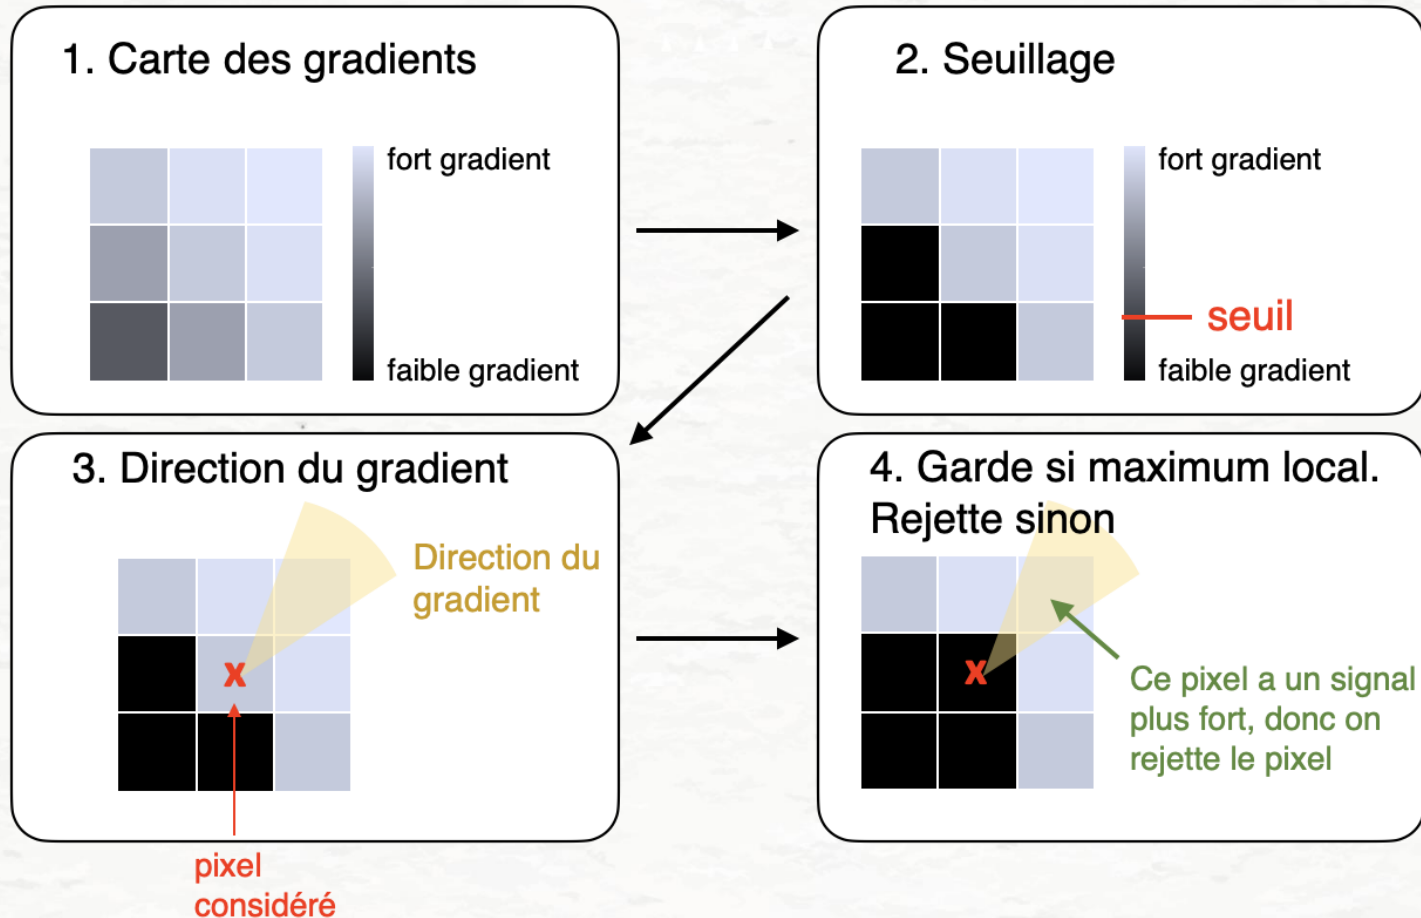 1. Carte des gradients
fort gradient
faible gradient
2. Seuillage
fort gradient
seuil
faible gradient
3. Direction du gradient
Direction du
gradient
X
pixel
considéré
4. Garde si maximum local.
Rejette sinon
X
Ce pixel a un signal
plus fort, donc on
rejette le pixel